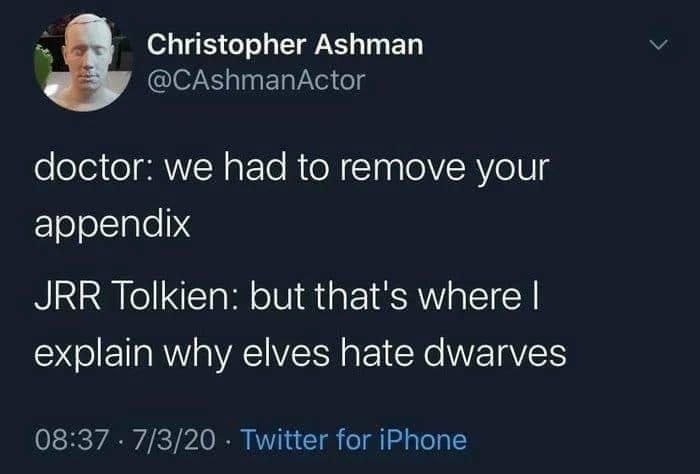 Christopher Ashman
@CAshmanActor
doctor: we had to remove your
appendix
JRR Tolkien: but that's where I
explain why elves hate dwarves
08:37 · 7/3/20 · Twitter for iPhone